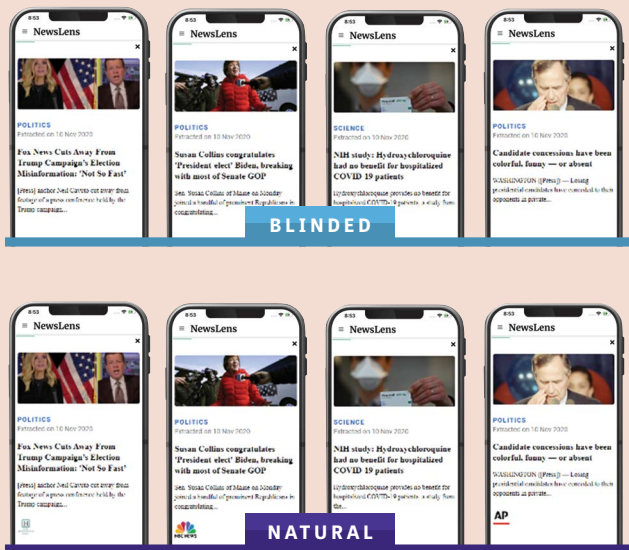 8:53
NewsLens
×
POLITICS
Extracted on 10 Nov 2020
Fox News Cuts Away From
Trump Campaign's Election
Misinformation: 'Not So Fast'
[Press] anchor Neil Cavuto cut away from
footage of a press conference held by the
Trump campaign...
8:53
NewsLens
×
POLITICS
Extracted on 10 Nov 2020
Susan Collins congratulates
'President elect' Biden, breaking
with most of Senate GOP
Sen. Susan Collins of Maine on Monday
joined a handful of prominent Republicans in
congratulating...
8:53
NewsLens
×
SCIENCE
Extracted on 10 Nov 2020
NIH study: Hydroxychloroquine
had no benefit for hospitalized
COVID 19 patients
Hydroxychloroquine provides no benefit for
hospitalized COVID-19 patients, a study from
8:53
NewsLens
×
POLITICS
Extracted on 10 Nov 2020
Candidate concessions have been
colorful, funny — or absent
WASHINGTON ([Press]) — Losing
presidential candidates have conceded to their
opponents in private...
BLINDED
8:53
NewsLens
×
POLITICS
Extracted on 10 Nov 2020
Fox News Cuts Away From
Trump Campaign's Election
Misinformation: 'Not So Fast'
[Press] anchor Neil Cavuto cut away from
footage of a press conference held by the
Trump campaign...
8:53
NewsLens
×
POLITICS
Extracted on 10 Nov 2020
Susan Collins congratulates
'President elect' Biden, breaking
with most of Senate GOP
Sen. Susan Collins of Maine on Monday
joined a handful of prominent Republicans in
congratulating...
NBC NEWS
8:53
NewsLens
×
SCIENCE
Extracted on 10 Nov 2020
NIH study: Hydroxychloroquine
had no benefit for hospitalized
COVID 19 patients
Hydroxychloroquine provides no benefit for
hospitalized COVID-19 patients, a study from
the...
8:53
NewsLens
×
POLITICS
Extracted on 10 Nov 2020
Candidate concessions have been
colorful, funny — or absent
WASHINGTON ([Press]) — Losing
presidential candidates have conceded to their
opponents in private...
AP
NATURAL